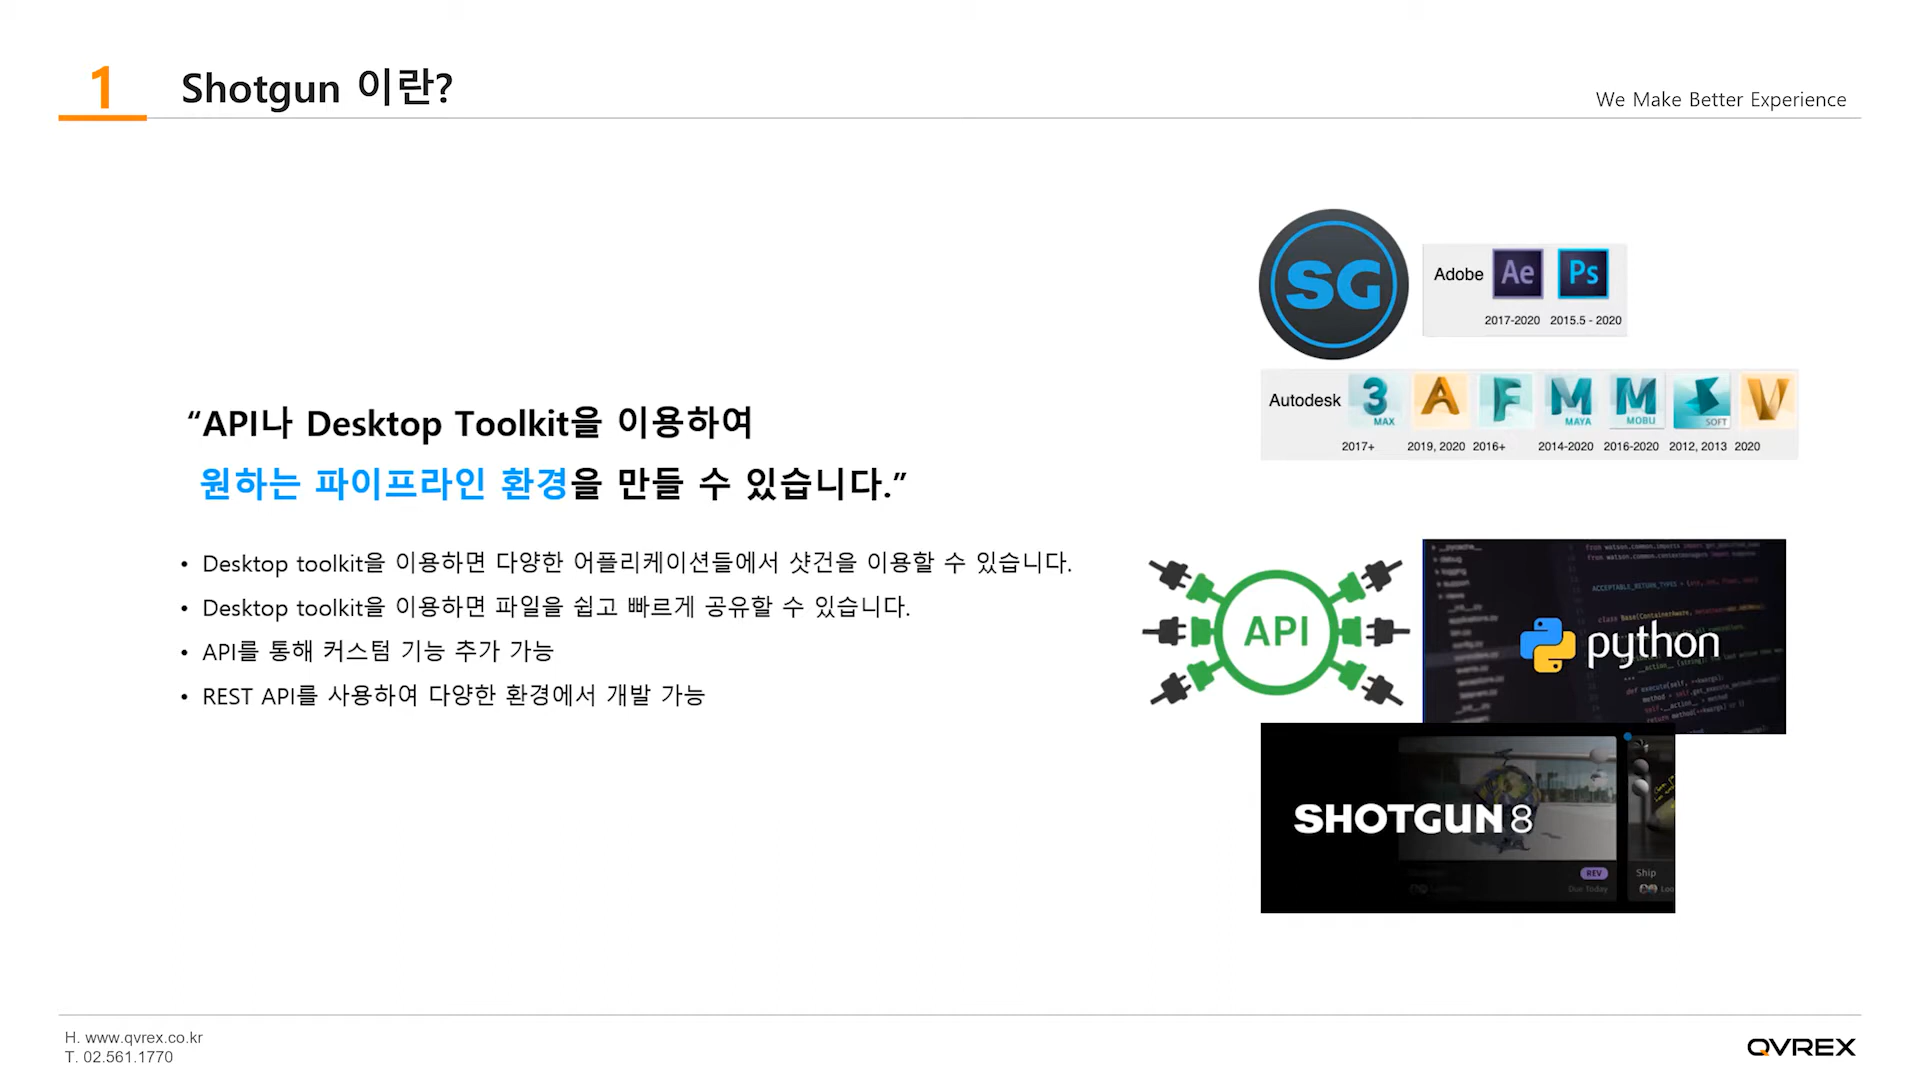 1
Shotgun 이란?
We Make Better Experience
SG
Adobe
Ae
Ps
2017-2020
2015.5 - 2020
Autodesk
3 MAX
A
F
M MAYA
M MOBU
SOFT
V
2017+
2019, 2020
2016+
2014-2020
2016-2020
2012, 2013
2020
“API나 Desktop Toolkit을 이용하여
원하는 파이프라인 환경을 만들 수 있습니다.”
• Desktop toolkit을 이용하면 다양한 어플리케이션들에서 샷건을 이용할 수 있습니다.
• Desktop toolkit을 이용하면 파일을 쉽고 빠르게 공유할 수 있습니다.
• API를 통해 커스텀 기능 추가 가능
• REST API를 사용하여 다양한 환경에서 개발 가능
API
python
SHOTGUN 8
REV
Due Today
Ship
H. www.qvrex.co.kr
T. 02.561.1770
QVREX